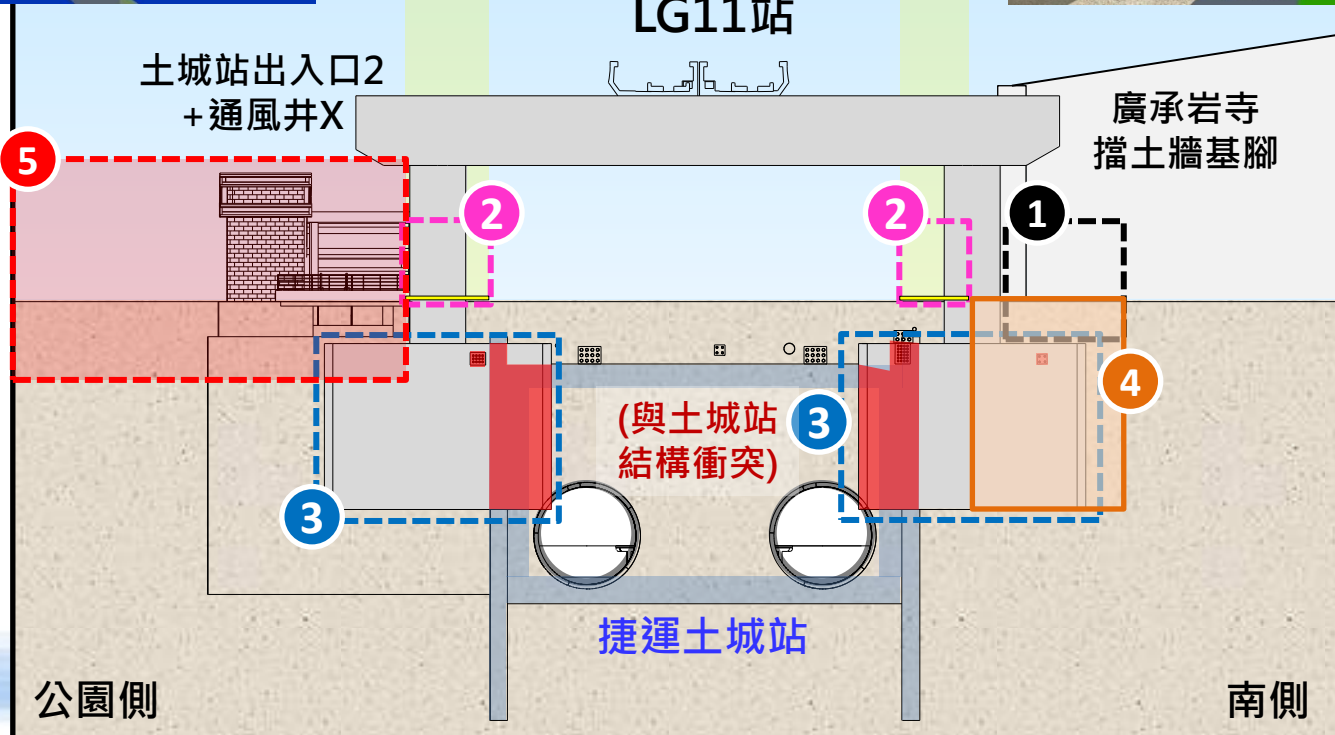 LG11站
土城站出入口2
+通風井X
廣承岩寺
擋土牆基腳
5
2
2
1
(與土城站
結構衝突)
3
4
3
捷運土城站
公園側
南側